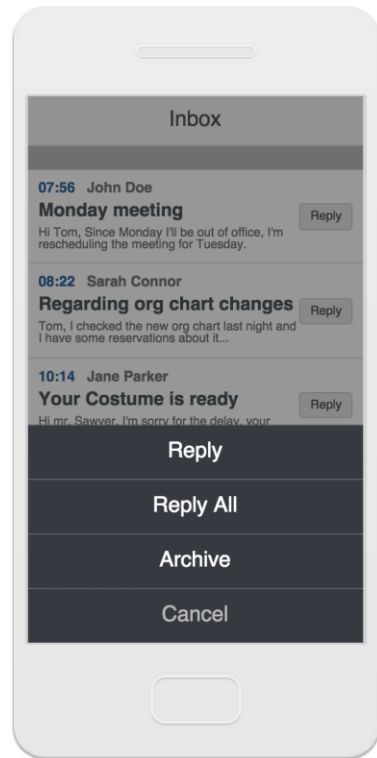 Inbox
07:56 John Doe
Monday meeting
Reply
Hi Tom, Since Monday I'll be out of office, I'm
rescheduling the meeting for Tuesday.
08:22 Sarah Connor
Regarding org chart changes
Reply
Tom, I checked the new org chart last night and
I have some reservations about it...
10:14 Jane Parker
Your Costume is ready
Reply
Hi mr. Sawyer, I'm sorry for the delay, your
Reply
Reply All
Archive
Cancel